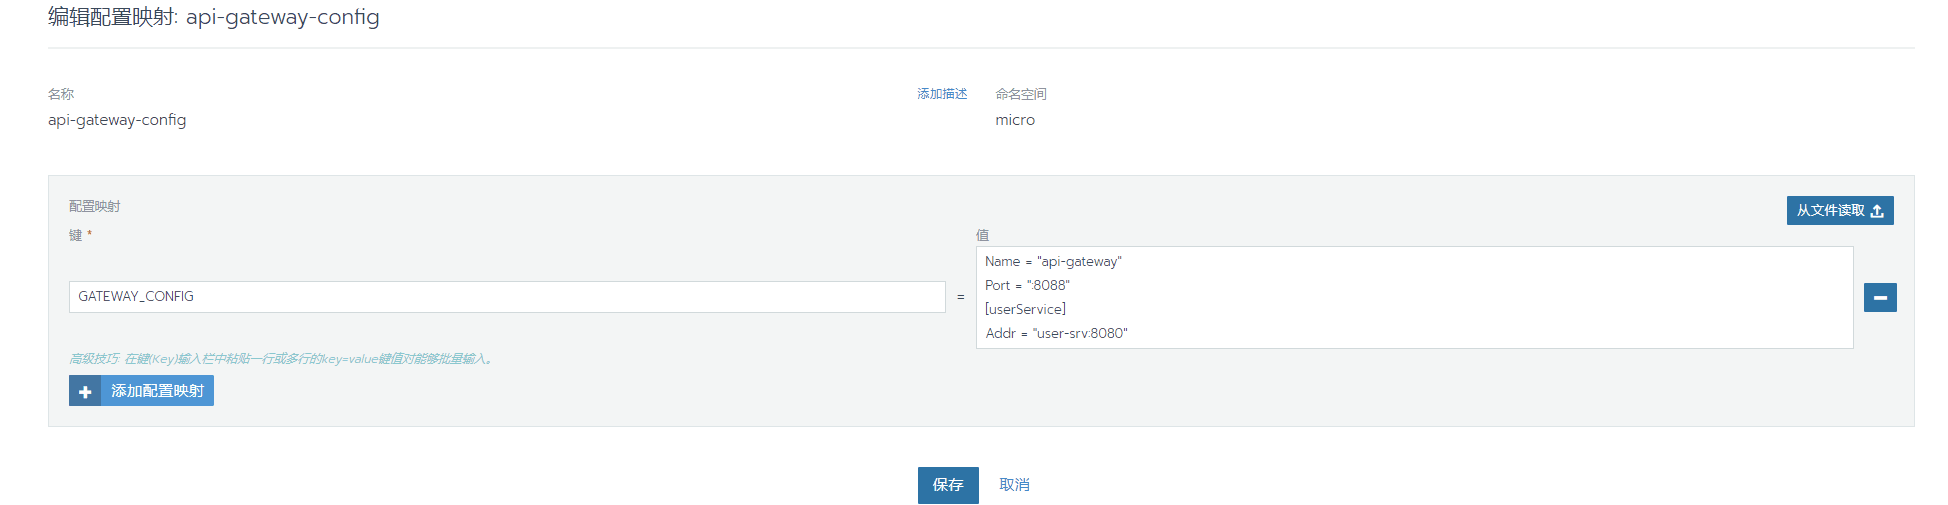 编辑配置映射: api-gateway-config
名称
添加描述
命名空间
api-gateway-config
micro
配置映射
从文件读取
键 *
值
GATEWAY_CONFIG
=
Name = "api-gateway"
Port = ":8088"
[userService]
Addr = "user-srv:8080"
高级技巧: 在键(Key)输入栏中粘贴一行或多行的key=value键值对能够批量输入。
添加配置映射
保存
取消